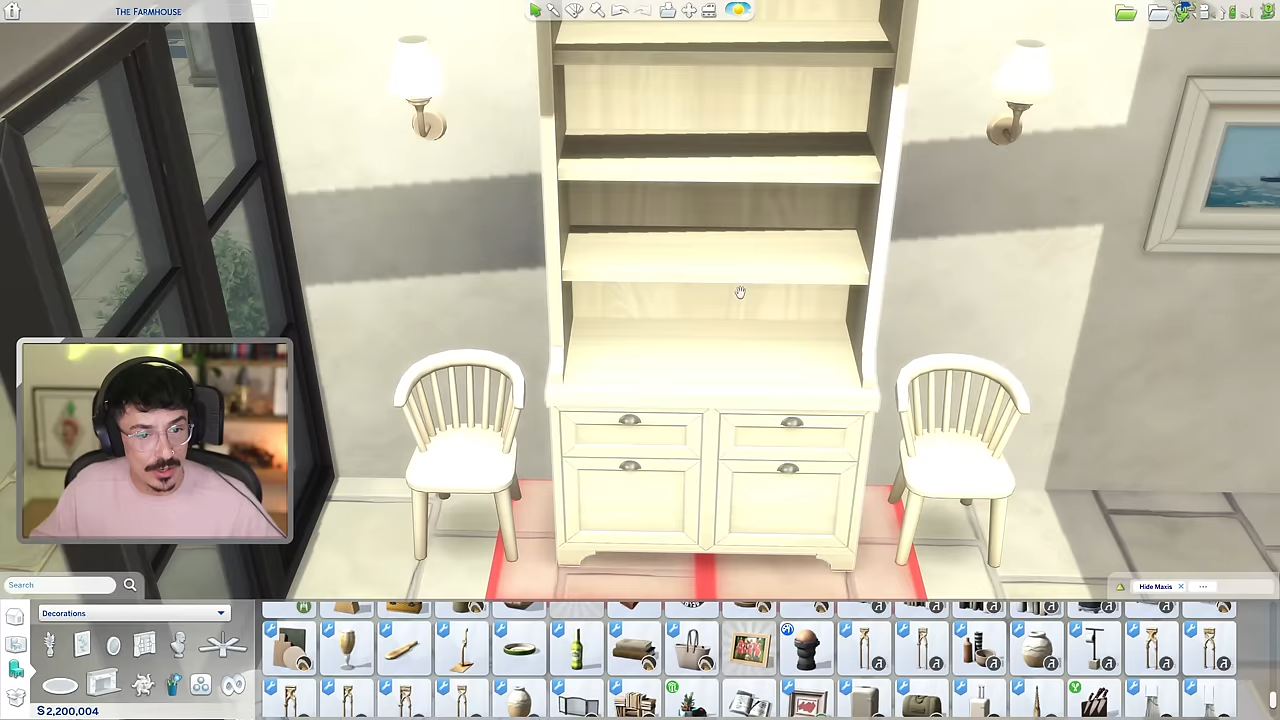 THE FARMHOUSE
Search
Hide Maxis
Decorations
§2,200,004